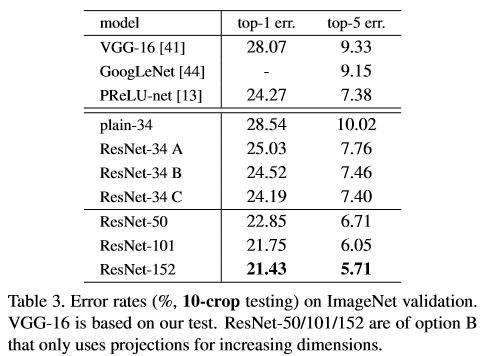 model top-1 err. top-5 err.
VGG-16 [41] 28.07 9.33
GoogLeNet [44] - 9.15
PReLU-net [13] 24.27 7.38
plain-34 28.54 10.02
ResNet-34 A 25.03 7.76
ResNet-34 B 24.52 7.46
ResNet-34 C 24.19 7.40
ResNet-50 22.85 6.71
ResNet-101 21.75 6.05
ResNet-152 21.43 5.71
Table 3. Error rates (%, 10-crop testing) on ImageNet validation.
VGG-16 is based on our test. ResNet-50/101/152 are of option B
that only uses projections for increasing dimensions.